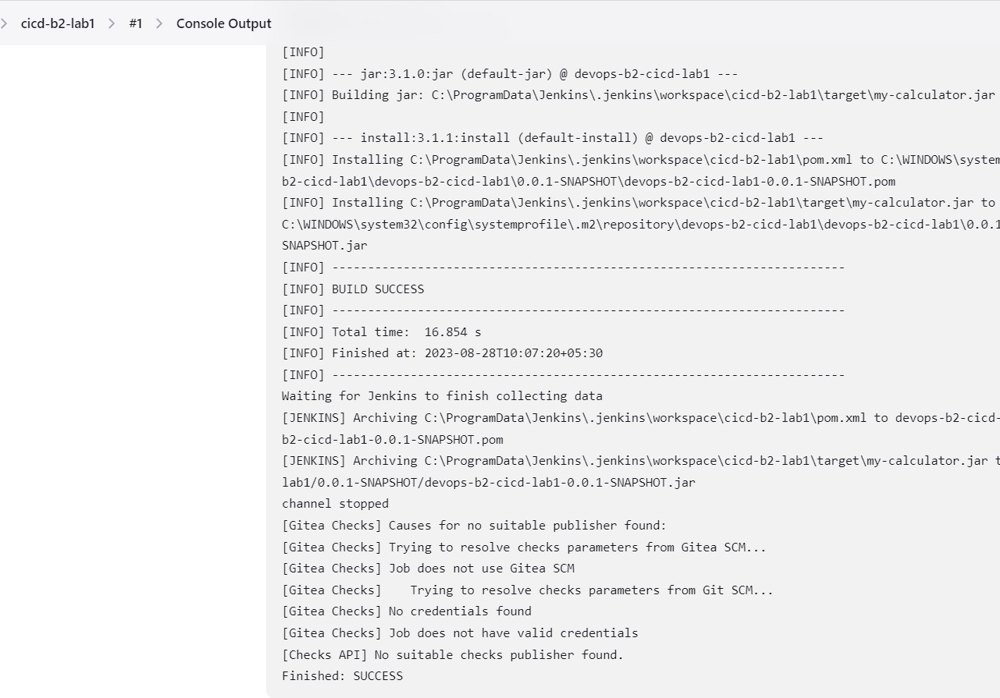 cicd-b2-lab1 > #1 > Console Output
[INFO]
[INFO] --- jar:3.1.0:jar (default-jar) @ devops-b2-cicd-lab1 ---
[INFO] Building jar: C:\ProgramData\Jenkins\.jenkins\workspace\cicd-b2-lab1\target\my-calculator.jar
[INFO]
[INFO] --- install:3.1.1:install (default-install) @ devops-b2-cicd-lab1 ---
[INFO] Installing C:\ProgramData\Jenkins\.jenkins\workspace\cicd-b2-lab1\pom.xml to C:\WINDOWS\system
b2-cicd-lab1\devops-b2-cicd-lab1\0.0.1-SNAPSHOT\devops-b2-cicd-lab1-0.0.1-SNAPSHOT.pom
[INFO] Installing C:\ProgramData\Jenkins\.jenkins\workspace\cicd-b2-lab1\target\my-calculator.jar to
C:\WINDOWS\system32\config\systemprofile\.m2\repository\devops-b2-cicd-lab1\devops-b2-cicd-lab1\0.0.1
SNAPSHOT.jar
[INFO] ------------------------------------------------------------------------
[INFO] BUILD SUCCESS
[INFO] ------------------------------------------------------------------------
[INFO] Total time:  16.854 s
[INFO] Finished at: 2023-08-28T10:07:20+05:30
[INFO] ------------------------------------------------------------------------
Waiting for Jenkins to finish collecting data
[JENKINS] Archiving C:\ProgramData\Jenkins\.jenkins\workspace\cicd-b2-lab1\pom.xml to devops-b2-cicd-
b2-cicd-lab1-0.0.1-SNAPSHOT.pom
[JENKINS] Archiving C:\ProgramData\Jenkins\.jenkins\workspace\cicd-b2-lab1\target\my-calculator.jar t
lab1/0.0.1-SNAPSHOT/devops-b2-cicd-lab1-0.0.1-SNAPSHOT.jar
channel stopped
[Gitea Checks] Causes for no suitable publisher found:
[Gitea Checks] Trying to resolve checks parameters from Gitea SCM...
[Gitea Checks] Job does not use Gitea SCM
[Gitea Checks]    Trying to resolve checks parameters from Git SCM...
[Gitea Checks] No credentials found
[Gitea Checks] Job does not have valid credentials
[Checks API] No suitable checks publisher found.
Finished: SUCCESS